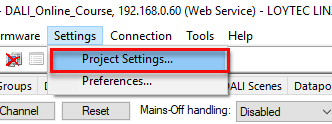 - DALI_Online_Course, 192.168.0.60 (Web Service) - LOYTEC LIN
rmware Settings Connection Tools Help
Project Settings...
Preferences...
Groups DALI Scenes Datapo
Channel Reset Mains-Off handling: Disabled